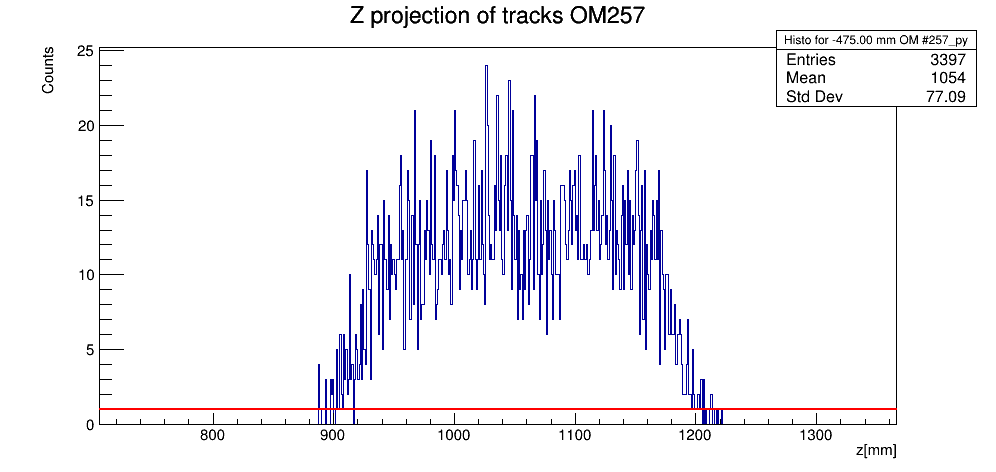 Z projection of tracks OM257
Histo for -475.00 mm OM #257_py
Entries 3397
Mean 1054
Std Dev 77.09
Counts
25
20
15
10
5
0
800 900 1000 1100 1200 1300
z[mm]